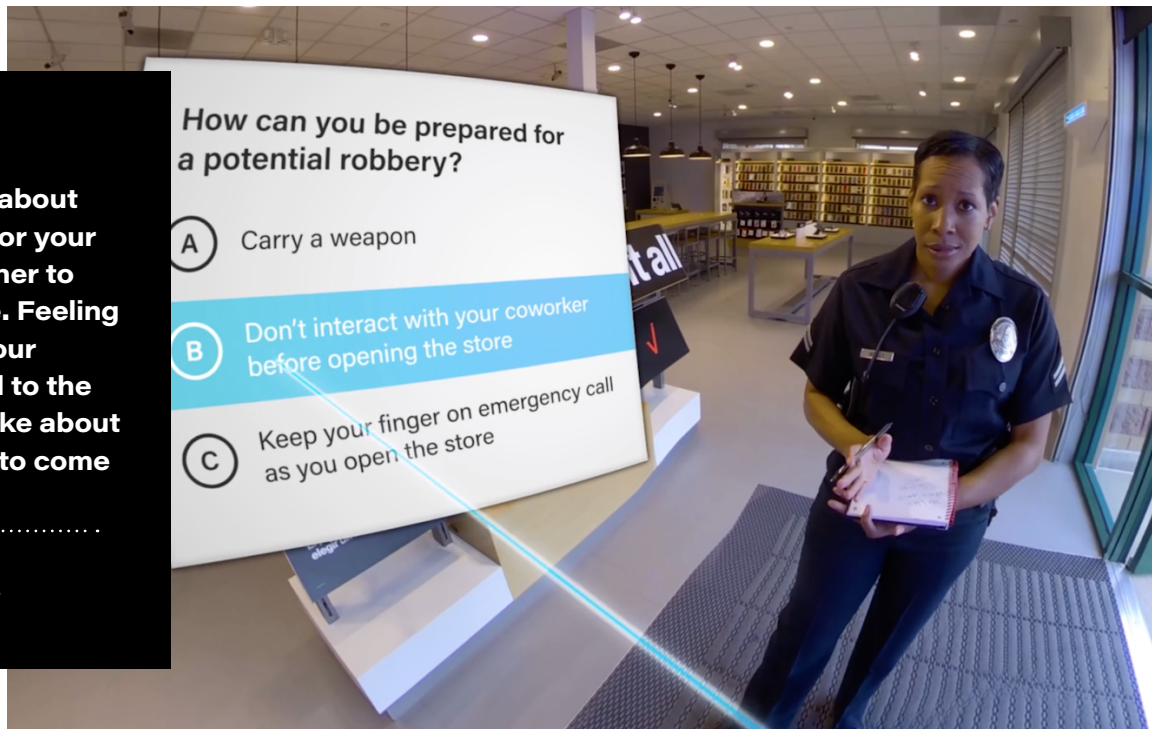 about
or your
ner to
. Feeling
our
l to the
ke about
to come
How can you be prepared for
a potential robbery?
A Carry a weapon
B Don't interact with your coworker
before opening the store
C Keep your finger on emergency call
as you open the store
it all